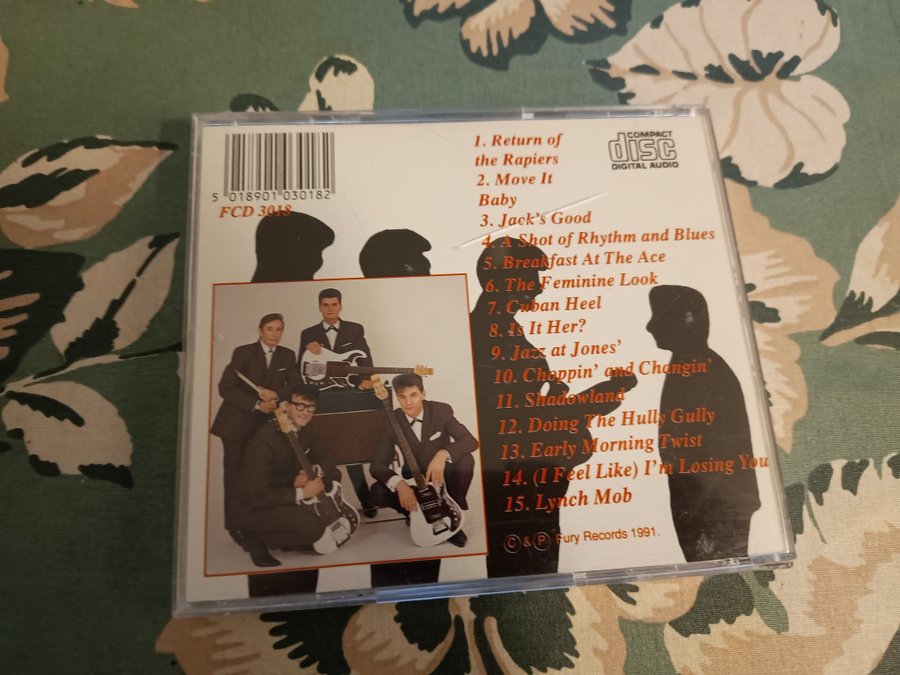 5 018901 030182
FCD 3018
COMPACT
disc
DIGITAL AUDIO
1. Return of
the Rapiers
2. Move It
Baby
3. Jack's Good
4. A Shot of Rhythm and Blues
5. Breakfast At The Ace
6. The Feminine Look
7. Cuban Heel
8. Is It Her?
9. Jazz at Jones'
10. Choppin' and Changin'
11. Shadowland
12. Doing The Hully Gully
13. Early Morning Twist
14. (I Feel Like) I'm Losing You
15. Lynch Mob
© & ℗ Fury Records 1991.